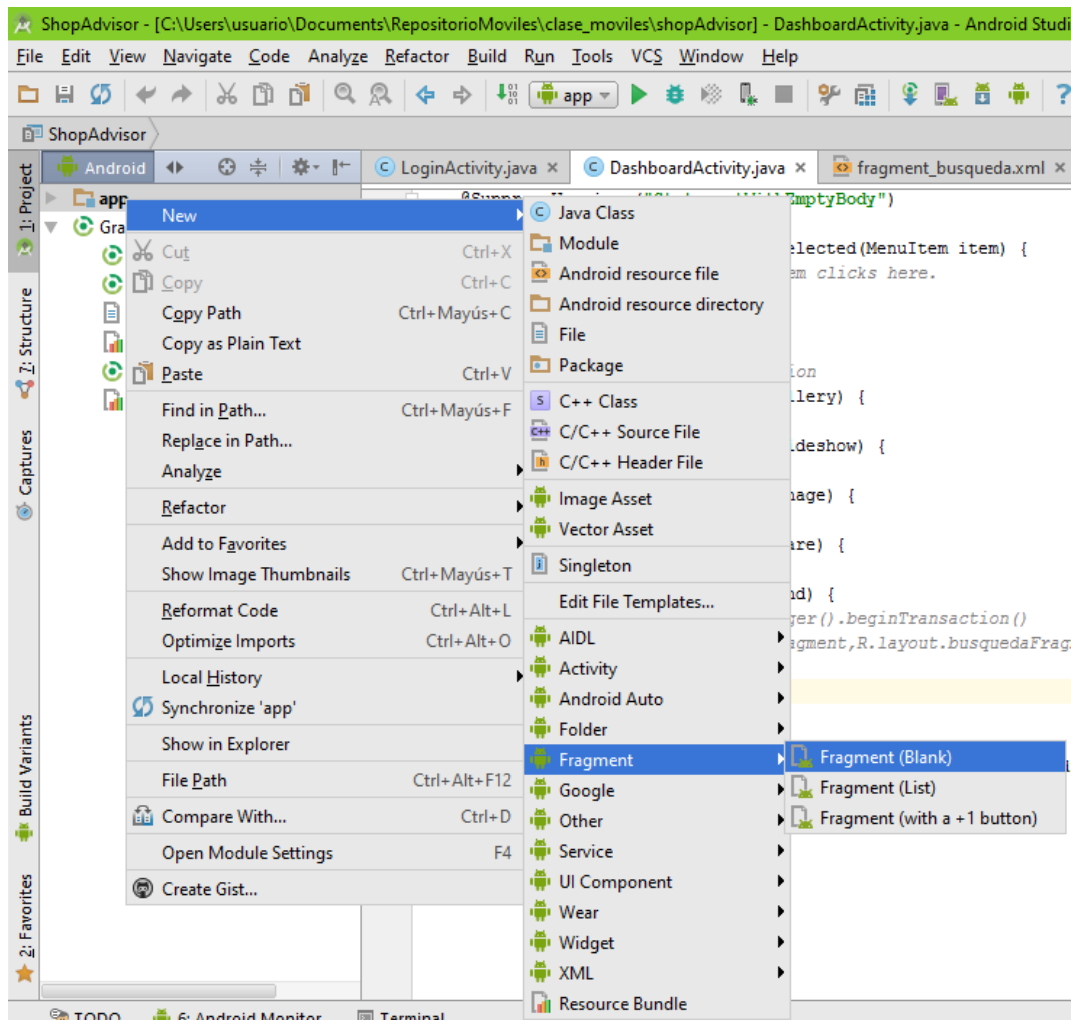 ShopAdvisor - [C:\Users\usuario\Documents\RepositorioMoviles\clase_moviles\shopAdvisor] - DashboardActivity.java - Android Studi
File Edit View Navigate Code Analyze Refactor Build Run Tools VCS Window Help
app
ShopAdvisor
Android
LoginActivity.java × DashboardActivity.java × fragment_busqueda.xml ×
1: Project
7: Structure
Captures
Build Variants
2: Favorites
app
Gra
New
Cut Ctrl+X
Copy Ctrl+C
Copy Path Ctrl+Mayús+C
Copy as Plain Text
Paste Ctrl+V
Find in Path... Ctrl+Mayús+F
Replace in Path...
Analyze
Refactor
Add to Favorites
Show Image Thumbnails Ctrl+Mayús+T
Reformat Code Ctrl+Alt+L
Optimize Imports Ctrl+Alt+O
Local History
Synchronize 'app'
Show in Explorer
File Path Ctrl+Alt+F12
Compare With... Ctrl+D
Open Module Settings F4
Create Gist...
Java Class
Module
Android resource file
Android resource directory
File
Package
C++ Class
C/C++ Source File
C/C++ Header File
Image Asset
Vector Asset
Singleton
Edit File Templates...
AIDL
Activity
Android Auto
Folder
Fragment
Google
Other
Service
UI Component
Wear
Widget
XML
Resource Bundle
Fragment (Blank)
Fragment (List)
Fragment (with a +1 button)
mptyBody")
elected(MenuItem item) {
em clicks here.
ion
llery) {
ideshow) {
nage) {
are) {
nd) {
ger().beginTransaction()
agment,R.layout.busquedaFrag
TODO 6: Android Monitor Terminal